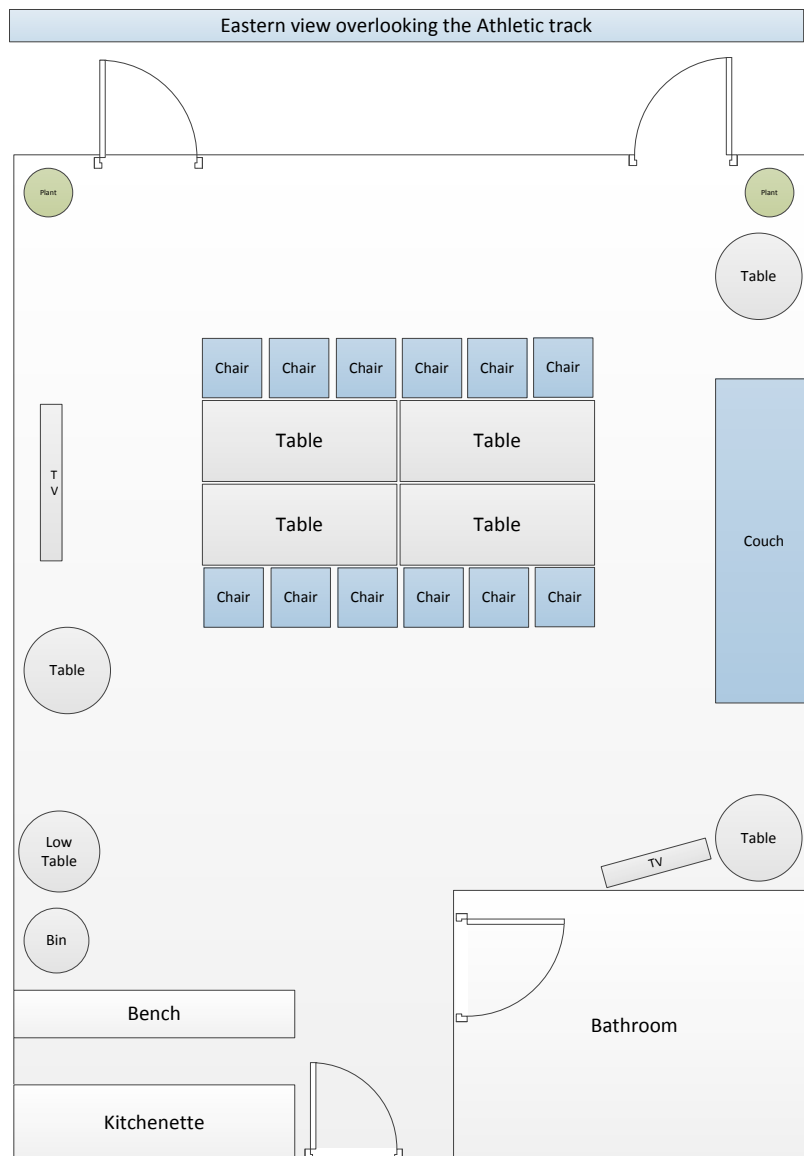 Eastern view overlooking the Athletic track
Plant
Plant
Table
Chair Chair Chair Chair Chair Chair
Table Table
T
V
Table Table
Couch
Chair Chair Chair Chair Chair Chair
Table
Low
Table
Table
TV
Bin
Bench
Bathroom
Kitchenette